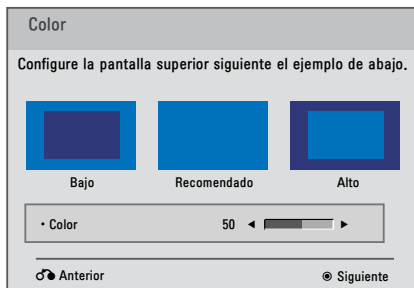 Color
Configure la pantalla superior siguiente el ejemplo de abajo.
Bajo Recomendado Alto
• Color 50
Anterior Siguiente